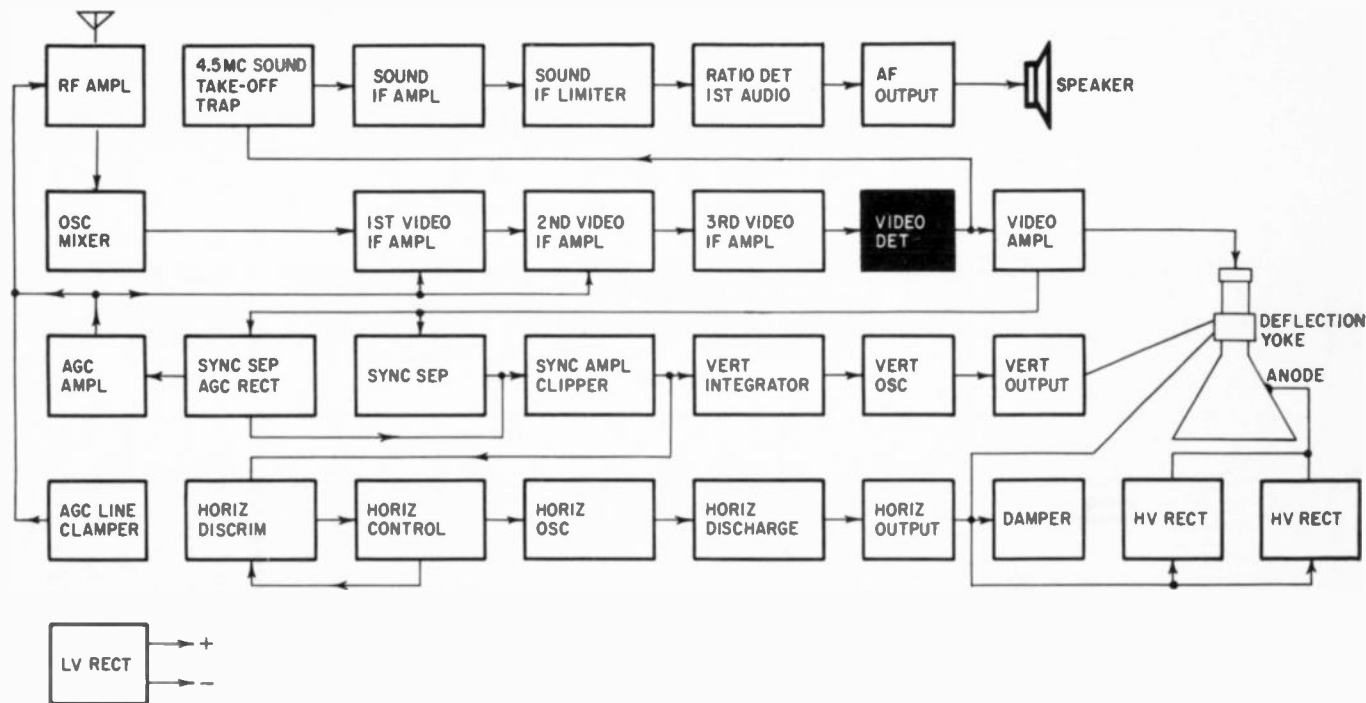 RF AMPL
4.5MC SOUND
TAKE-OFF
TRAP
SOUND
IF AMPL
SOUND
IF LIMITER
RATIO DET
1ST AUDIO
AF
OUTPUT
SPEAKER
OSC
MIXER
1ST VIDEO
IF AMPL
2ND VIDEO
IF AMPL
3RD VIDEO
IF AMPL
VIDEO
DET
VIDEO
AMPL
DEFLECTION
YOKE
ANODE
AGC
AMPL
SYNC SEP
AGC RECT
SYNC SEP
SYNC AMPL
CLIPPER
VERT
INTEGRATOR
VERT
OSC
VERT
OUTPUT
AGC LINE
CLAMPER
HORIZ
DISCRIM
HORIZ
CONTROL
HORIZ
OSC
HORIZ
DISCHARGE
HORIZ
OUTPUT
DAMPER
HV RECT
HV RECT
LV RECT
+
-